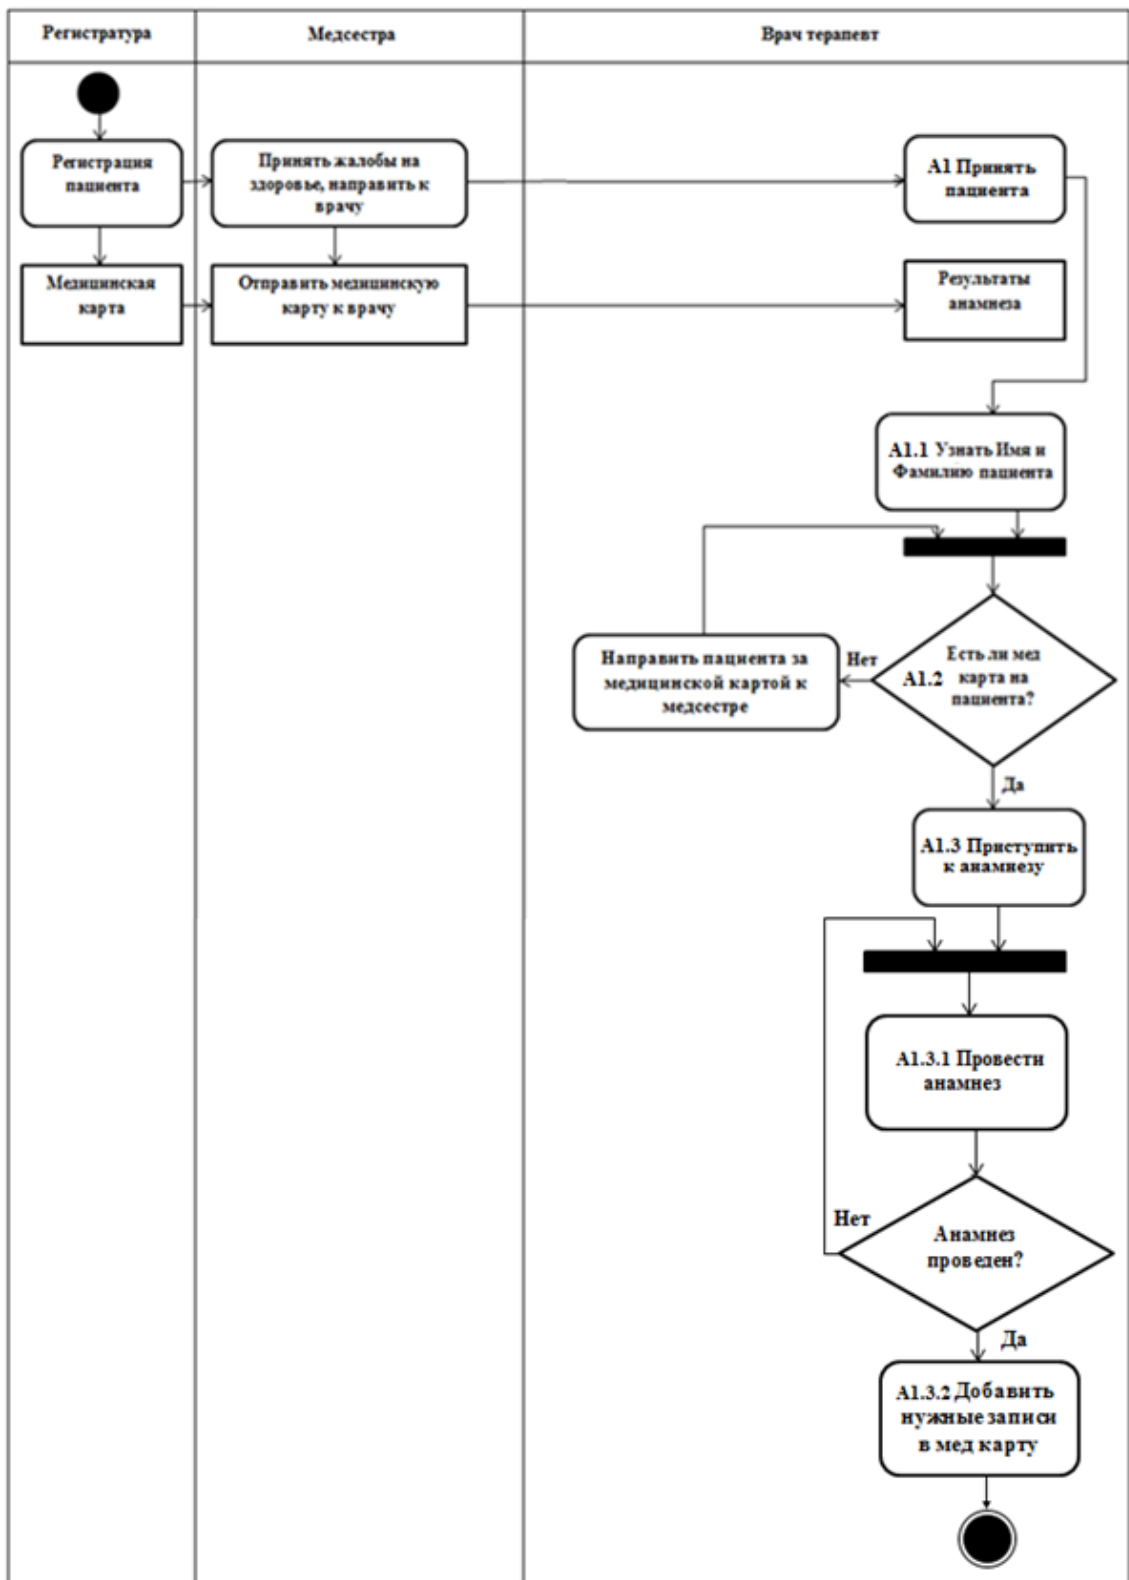 Регистратура
Медсестра
Врач терапевт
Регистрация
пациента
Принять жалобы на
здоровье, направить к
врачу
А1 Принять
пациента
Медицинская
карта
Отправить медицинскую
карту к врачу
Результаты
анамнеза
А1.1 Узнать Имя и
Фамилию пациента
Направить пациента за
медицинской картой к
медсестре
Нет
А1.2
Есть ли мед
карта на
пациента?
Да
А1.3 Приступить
к анамнезу
А1.3.1 Провести
анамнез
Нет
Анамнез
проведен?
Да
А1.3.2 Добавить
нужные записи
в мед карту